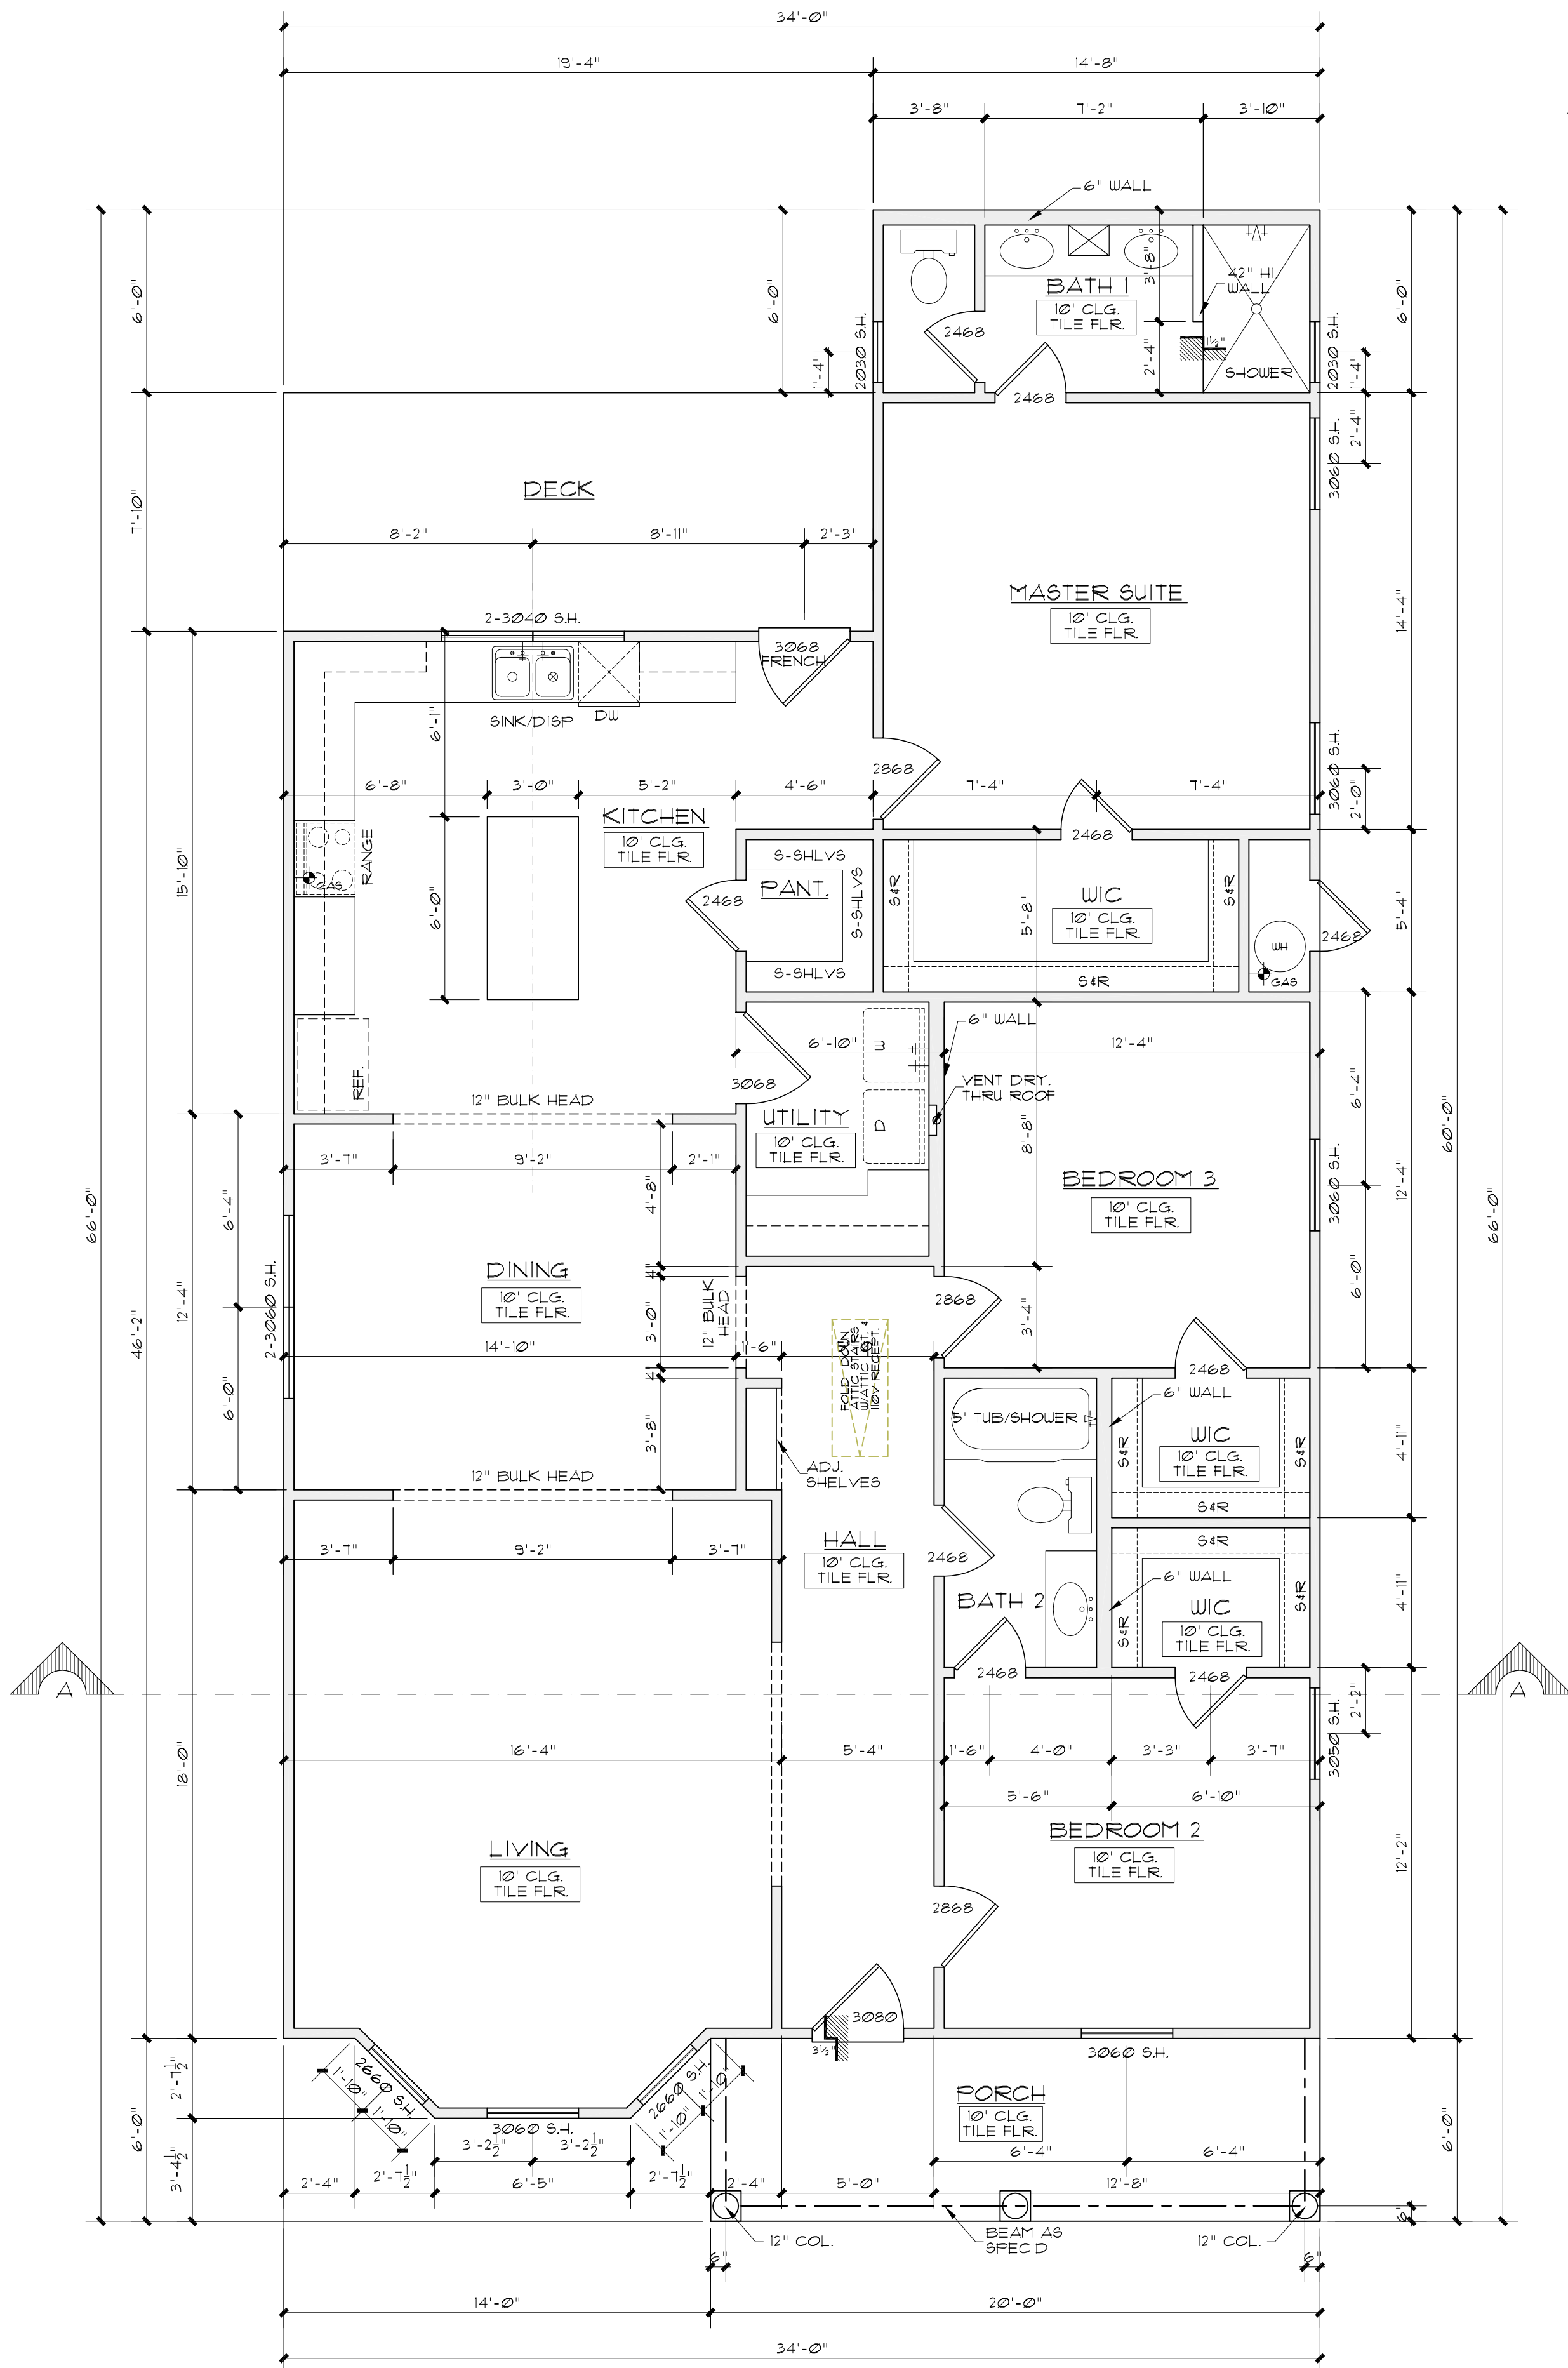 34'-0"
19'-4"
14'-8"
3'-8"
7'-2"
3'-10"
6" WALL
6'-0"
6'-0"
3'-8"
42" HI.
WALL
6'-0"
BATH 1
10' CLG.
TILE FLR.
2468
2030 S.H.
1'-4"
2'-4"
1½"
SHOWER
2030 S.H.
1'-4"
2468
2'-4"
3060 S.H.
7'-10"
DECK
8'-2"
8'-11"
2'-3"
MASTER SUITE
10' CLG.
TILE FLR.
14'-4"
2-3040 S.H.
3068
FRENCH
SINK/DISP
DW
6'-1"
2868
3060 S.H.
2'-0"
6'-8"
3'-0"
5'-2"
4'-6"
7'-4"
7'-4"
KITCHEN
10' CLG.
TILE FLR.
RANGE
GAS
15'-10"
6'-0"
2468
S-SHLVS
PANT.
S-SHLVS
S-SHLVS
2468
S&R
WIC
10' CLG.
TILE FLR.
S&R
S&R
5'-8"
5'-4"
2468
WH
GAS
REF.
3068
6'-10"
W
6" WALL
12'-4"
VENT DRY.
THRU ROOF
12" BULK HEAD
UTILITY
10' CLG.
TILE FLR.
D
8'-8"
6'-4"
60'-0"
3'-7"
9'-2"
2'-1"
4'-8"
BEDROOM 3
10' CLG.
TILE FLR.
3060 S.H.
12'-4"
66'-0"
66'-0"
6'-4"
DINING
10' CLG.
TILE FLR.
2-3060 S.H.
12'-4"
46'-2"
4"
3'-0"
12" BULK
HEAD
2868
6'-0"
3'-4"
14'-10"
1'-6"
4"
FOLD DOWN
ATTIC STAIRS
W/ATTIC LGT. &
110V RECEPT.
2468
6'-0"
3'-8"
5' TUB/SHOWER
6" WALL
S&R
WIC
10' CLG.
TILE FLR.
S&R
S&R
4'-11"
12" BULK HEAD
ADJ.
SHELVES
HALL
10' CLG.
TILE FLR.
3'-7"
9'-2"
3'-7"
2468
S&R
6" WALL
BATH 2
S&R
WIC
10' CLG.
TILE FLR.
S&R
4'-11"
2468
2468
A
A
2'-2"
3050 S.H.
18'-0"
16'-4"
5'-4"
1'-6"
4'-0"
3'-3"
3'-7"
5'-6"
6'-10"
LIVING
10' CLG.
TILE FLR.
BEDROOM 2
10' CLG.
TILE FLR.
12'-2"
2868
3080
3½"
3060 S.H.
2'-7½"
2660 S.H.
1'-10"
1'-10"
2660 S.H.
1'-10"
1'-10"
3060 S.H.
PORCH
10' CLG.
TILE FLR.
6'-0"
6'-0"
3'-4½"
3'-2½"
3'-2½"
6'-4"
6'-4"
2'-4"
2'-7½"
6'-5"
2'-7½"
2'-4"
5'-0"
12'-8"
6"
12" COL.
BEAM AS
SPEC'D
12" COL.
6"
6"
14'-0"
20'-0"
34'-0"